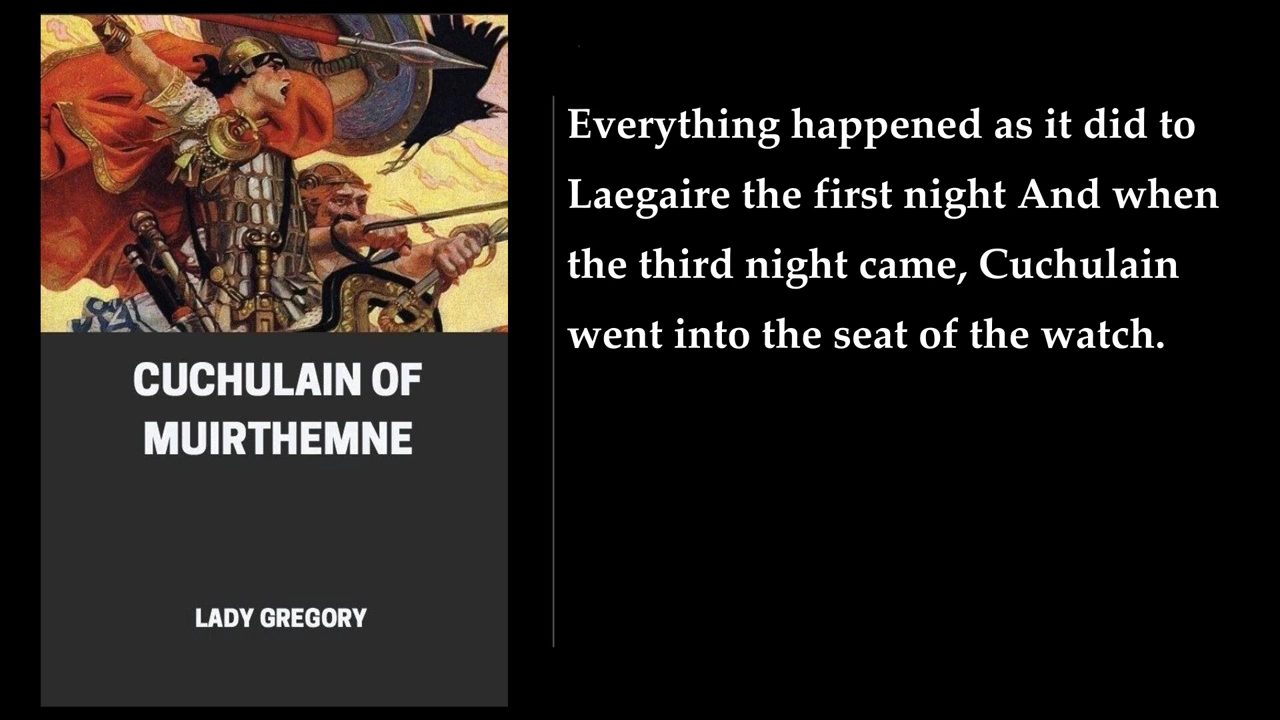 CUCHULAIN OF
MUIRTHEMNE
LADY GREGORY
Everything happened as it did to
Laegaire the first night And when
the third night came, Cuchulain
went into the seat of the watch.